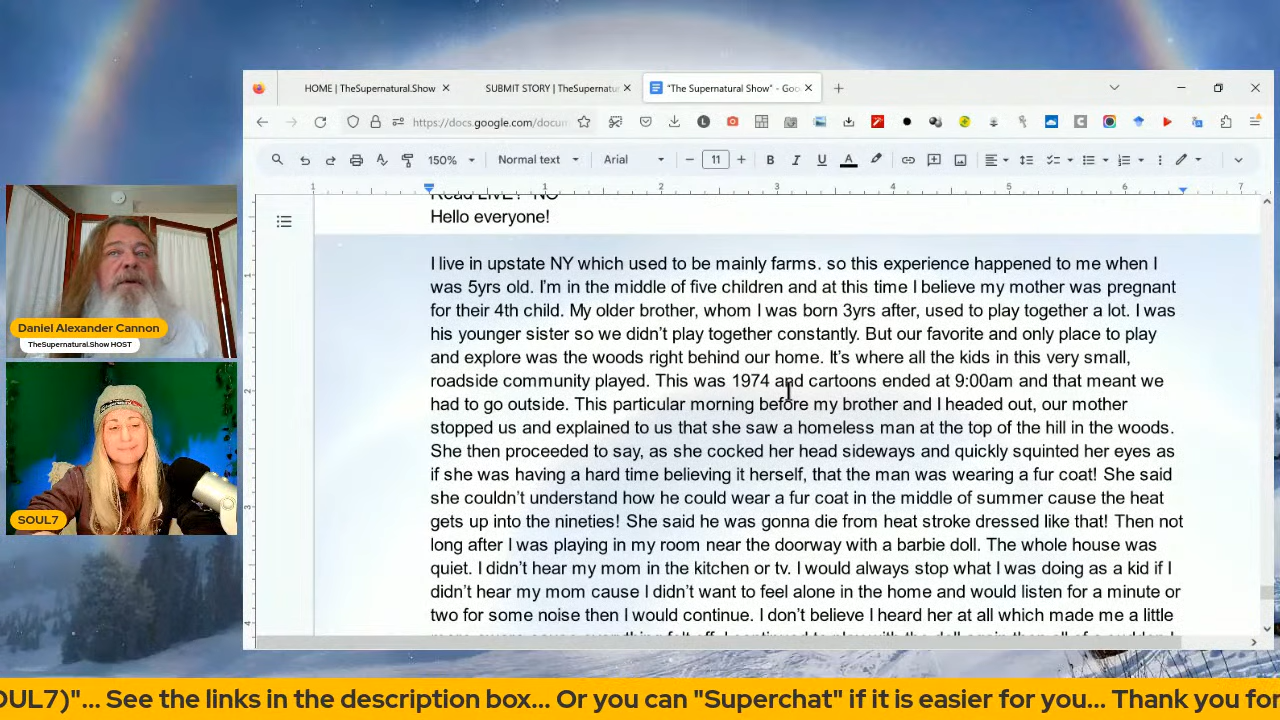 HOME | TheSupernatural.Show
SUBMIT STORY | TheSupernatu
"The Supernatural Show" - Goo
https://docs.google.com/docum
150%
Normal text
Arial
11
1 1 2 3 4 5 6 7
Read LIVE? NO
Hello everyone!
I live in upstate NY which used to be mainly farms. so this experience happened to me when I
was 5yrs old. I'm in the middle of five children and at this time I believe my mother was pregnant
for their 4th child. My older brother, whom I was born 3yrs after, used to play together a lot. I was
his younger sister so we didn't play together constantly. But our favorite and only place to play
and explore was the woods right behind our home. It's where all the kids in this very small,
roadside community played. This was 1974 and cartoons ended at 9:00am and that meant we
had to go outside. This particular morning before my brother and I headed out, our mother
stopped us and explained to us that she saw a homeless man at the top of the hill in the woods.
She then proceeded to say, as she cocked her head sideways and quickly squinted her eyes as
if she was having a hard time believing it herself, that the man was wearing a fur coat! She said
she couldn't understand how he could wear a fur coat in the middle of summer cause the heat
gets up into the nineties! She said he was gonna die from heat stroke dressed like that! Then not
long after I was playing in my room near the doorway with a barbie doll. The whole house was
quiet. I didn't hear my mom in the kitchen or tv. I would always stop what I was doing as a kid if I
didn't hear my mom cause I didn't want to feel alone in the home and would listen for a minute or
two for some noise then I would continue. I don't believe I heard her at all which made me a little
Daniel Alexander Cannon
TheSupernatural.Show HOST
SOUL7
OUL7)"... See the links in the description box... Or you can "Superchat" if it is easier for you... Thank you for